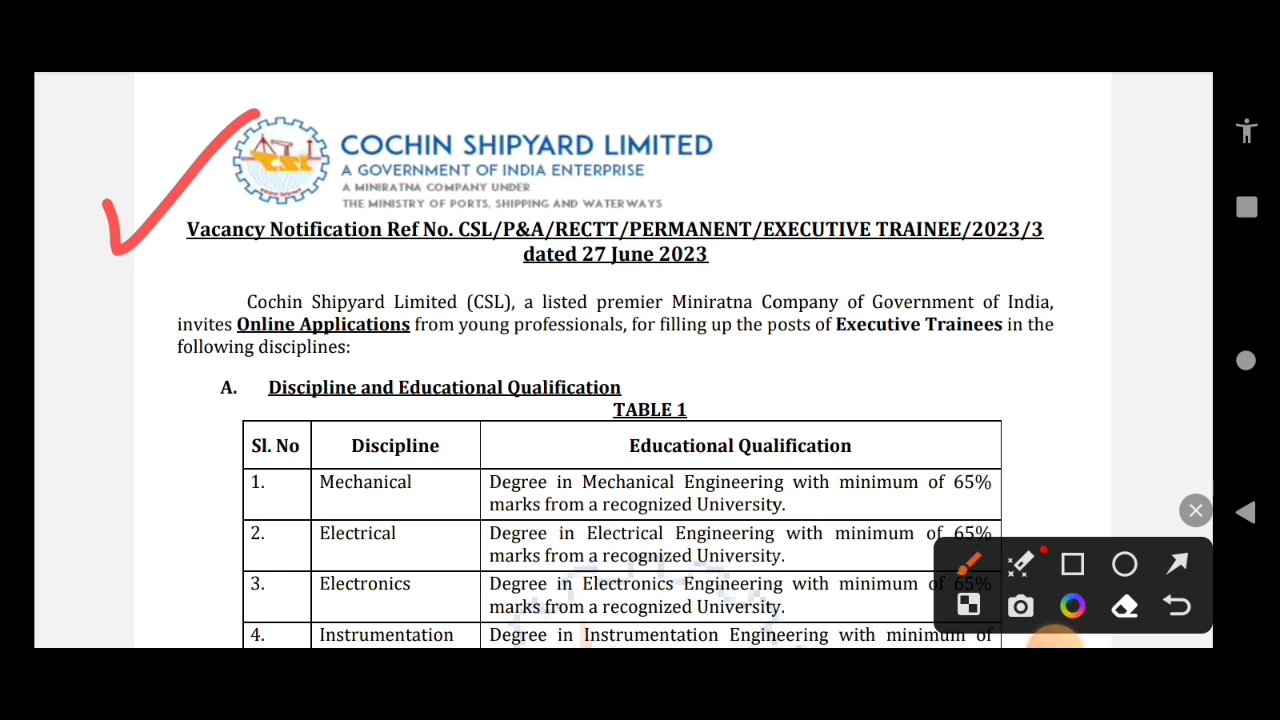 COCHIN SHIPYARD LIMITED
A GOVERNMENT OF INDIA ENTERPRISE
A MINIRATNA COMPANY UNDER
THE MINISTRY OF PORTS, SHIPPING AND WATERWAYS
Vacancy Notification Ref No. CSL/P&A/RECTT/PERMANENT/EXECUTIVE TRAINEE/2023/3
dated 27 June 2023
Cochin Shipyard Limited (CSL), a listed premier Miniratna Company of Government of India,
invites Online Applications from young professionals, for filling up the posts of Executive Trainees in the
following disciplines:
A. Discipline and Educational Qualification
TABLE 1
Sl. No Discipline Educational Qualification
1. Mechanical Degree in Mechanical Engineering with minimum of 65%
marks from a recognized University.
2. Electrical Degree in Electrical Engineering with minimum of 65%
marks from a recognized University.
3. Electronics Degree in Electronics Engineering with minimum of 65%
marks from a recognized University.
4. Instrumentation Degree in Instrumentation Engineering with minimum of